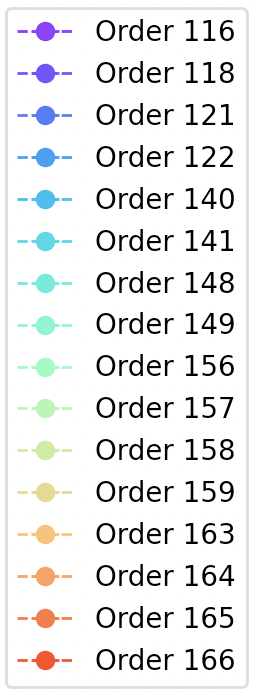 Order 116
Order 118
Order 121
Order 122
Order 140
Order 141
Order 148
Order 149
Order 156
Order 157
Order 158
Order 159
Order 163
Order 164
Order 165
Order 166